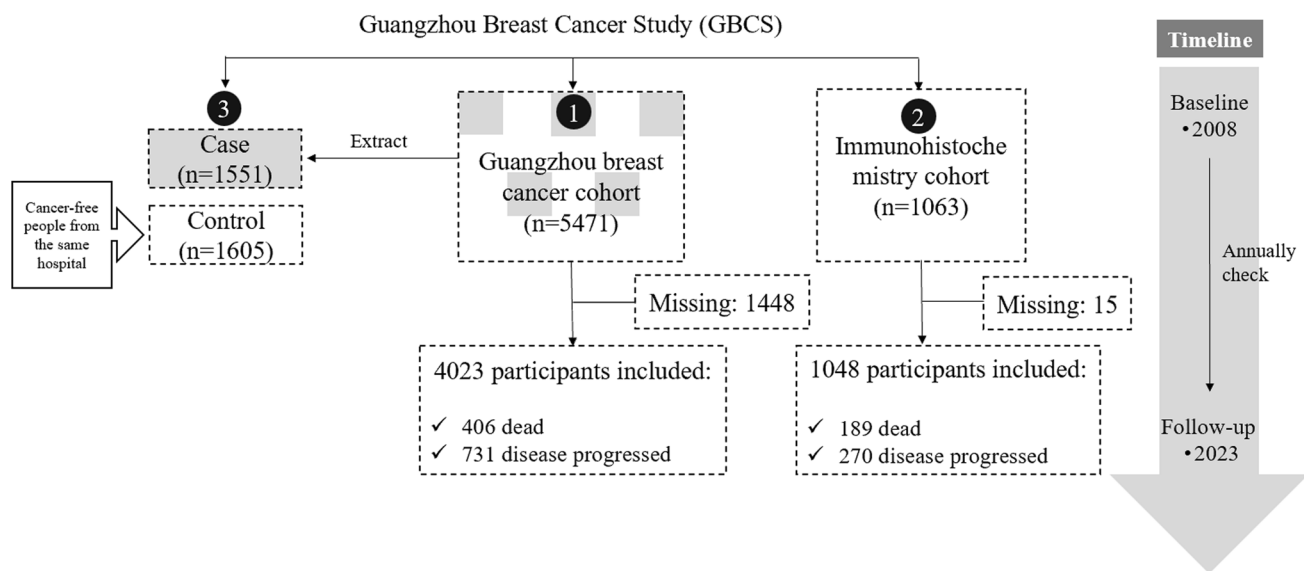 Guangzhou Breast Cancer Study (GBCS)
Timeline
3
Case
(n=1551)
Extract
Cancer-free
people from
the same
hospital
Control
(n=1605)
1
Guangzhou breast
cancer cohort
(n=5471)
Missing: 1448
4023 participants included:
✓ 406 dead
✓ 731 disease progressed
2
Immunohistoche
mistry cohort
(n=1063)
Missing: 15
1048 participants included:
✓ 189 dead
✓ 270 disease progressed
Baseline
•2008
Annually
check
Follow-up
•2023